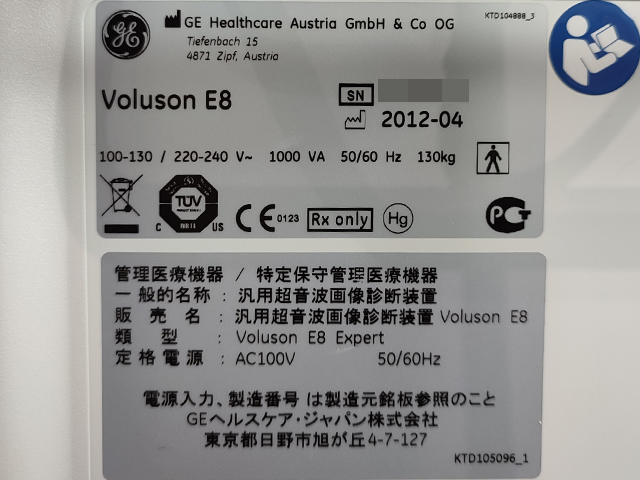 GE Healthcare Austria GmbH & Co OG
KTD104888_3
Tiefenbach 15
4871 Zipf, Austria
GE
Voluson E8
SN
2012-04
100-130 / 220-240 V~ 1000 VA 50/60 Hz 130kg
TÜV
C US
CE 0123
Rx only
Hg
管理医療機器 / 特定保守管理医療機器
一般的名称 : 汎用超音波画像診断装置
販売名 : 汎用超音波画像診断装置 Voluson E8
類型 : Voluson E8 Expert
定格電源 : AC100V 50/60Hz
電源入力、製造番号 は製造元銘板参照のこと
GEヘルスケア・ジャパン株式会社
東京都日野市旭が丘4-7-127
KTD105096_1